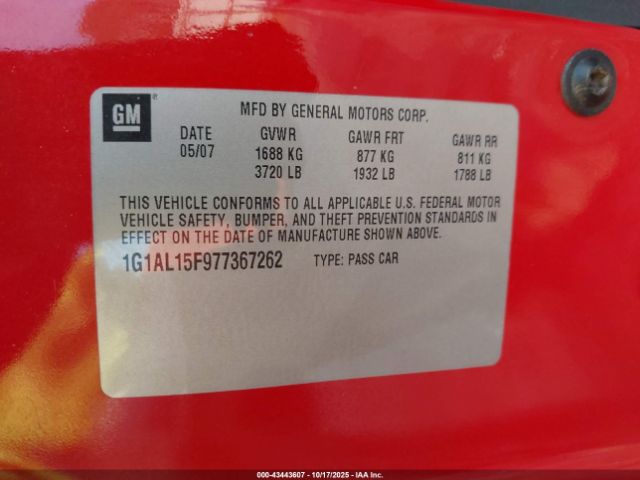 GM®
MFD BY GENERAL MOTORS CORP.
DATE GVWR GAWR FRT GAWR RR
05/07 1688 KG 877 KG 811 KG
3720 LB 1932 LB 1788 LB
THIS VEHICLE CONFORMS TO ALL APPLICABLE U.S. FEDERAL MOTOR
VEHICLE SAFETY, BUMPER, AND THEFT PREVENTION STANDARDS IN
EFFECT ON THE DATE OF MANUFACTURE SHOWN ABOVE.
1G1AL15F977367262 TYPE: PASS CAR
000-43443607 - 10/17/2025 - IAA Inc.